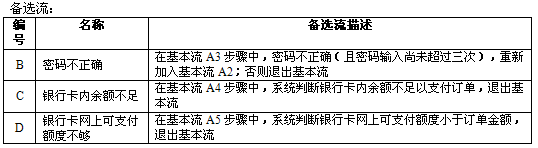 备选流：
编号 名称 备选流描述
B 密码不正确 在基本流 A3 步骤中，密码不正确（且密码输入尚未超过三次），重新
加入基本流 A2；否则退出基本流
C 银行卡内余额不足 在基本流 A4 步骤中，系统判断银行卡内余额不足以支付订单，退出基
本流
D 银行卡网上可支付
额度不够 在基本流 A5 步骤中，系统判断银行卡网上可支付额度小于订单金额，
退出基本流